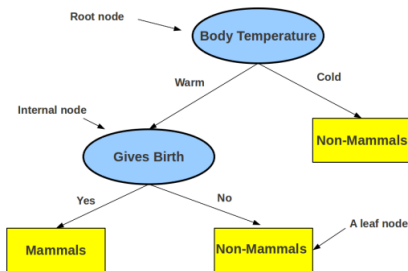 Root node
Body Temperature
Warm
Cold
Internal node
Non-Mammals
Gives Birth
Yes
No
A leaf node
Mammals
Non-Mammals